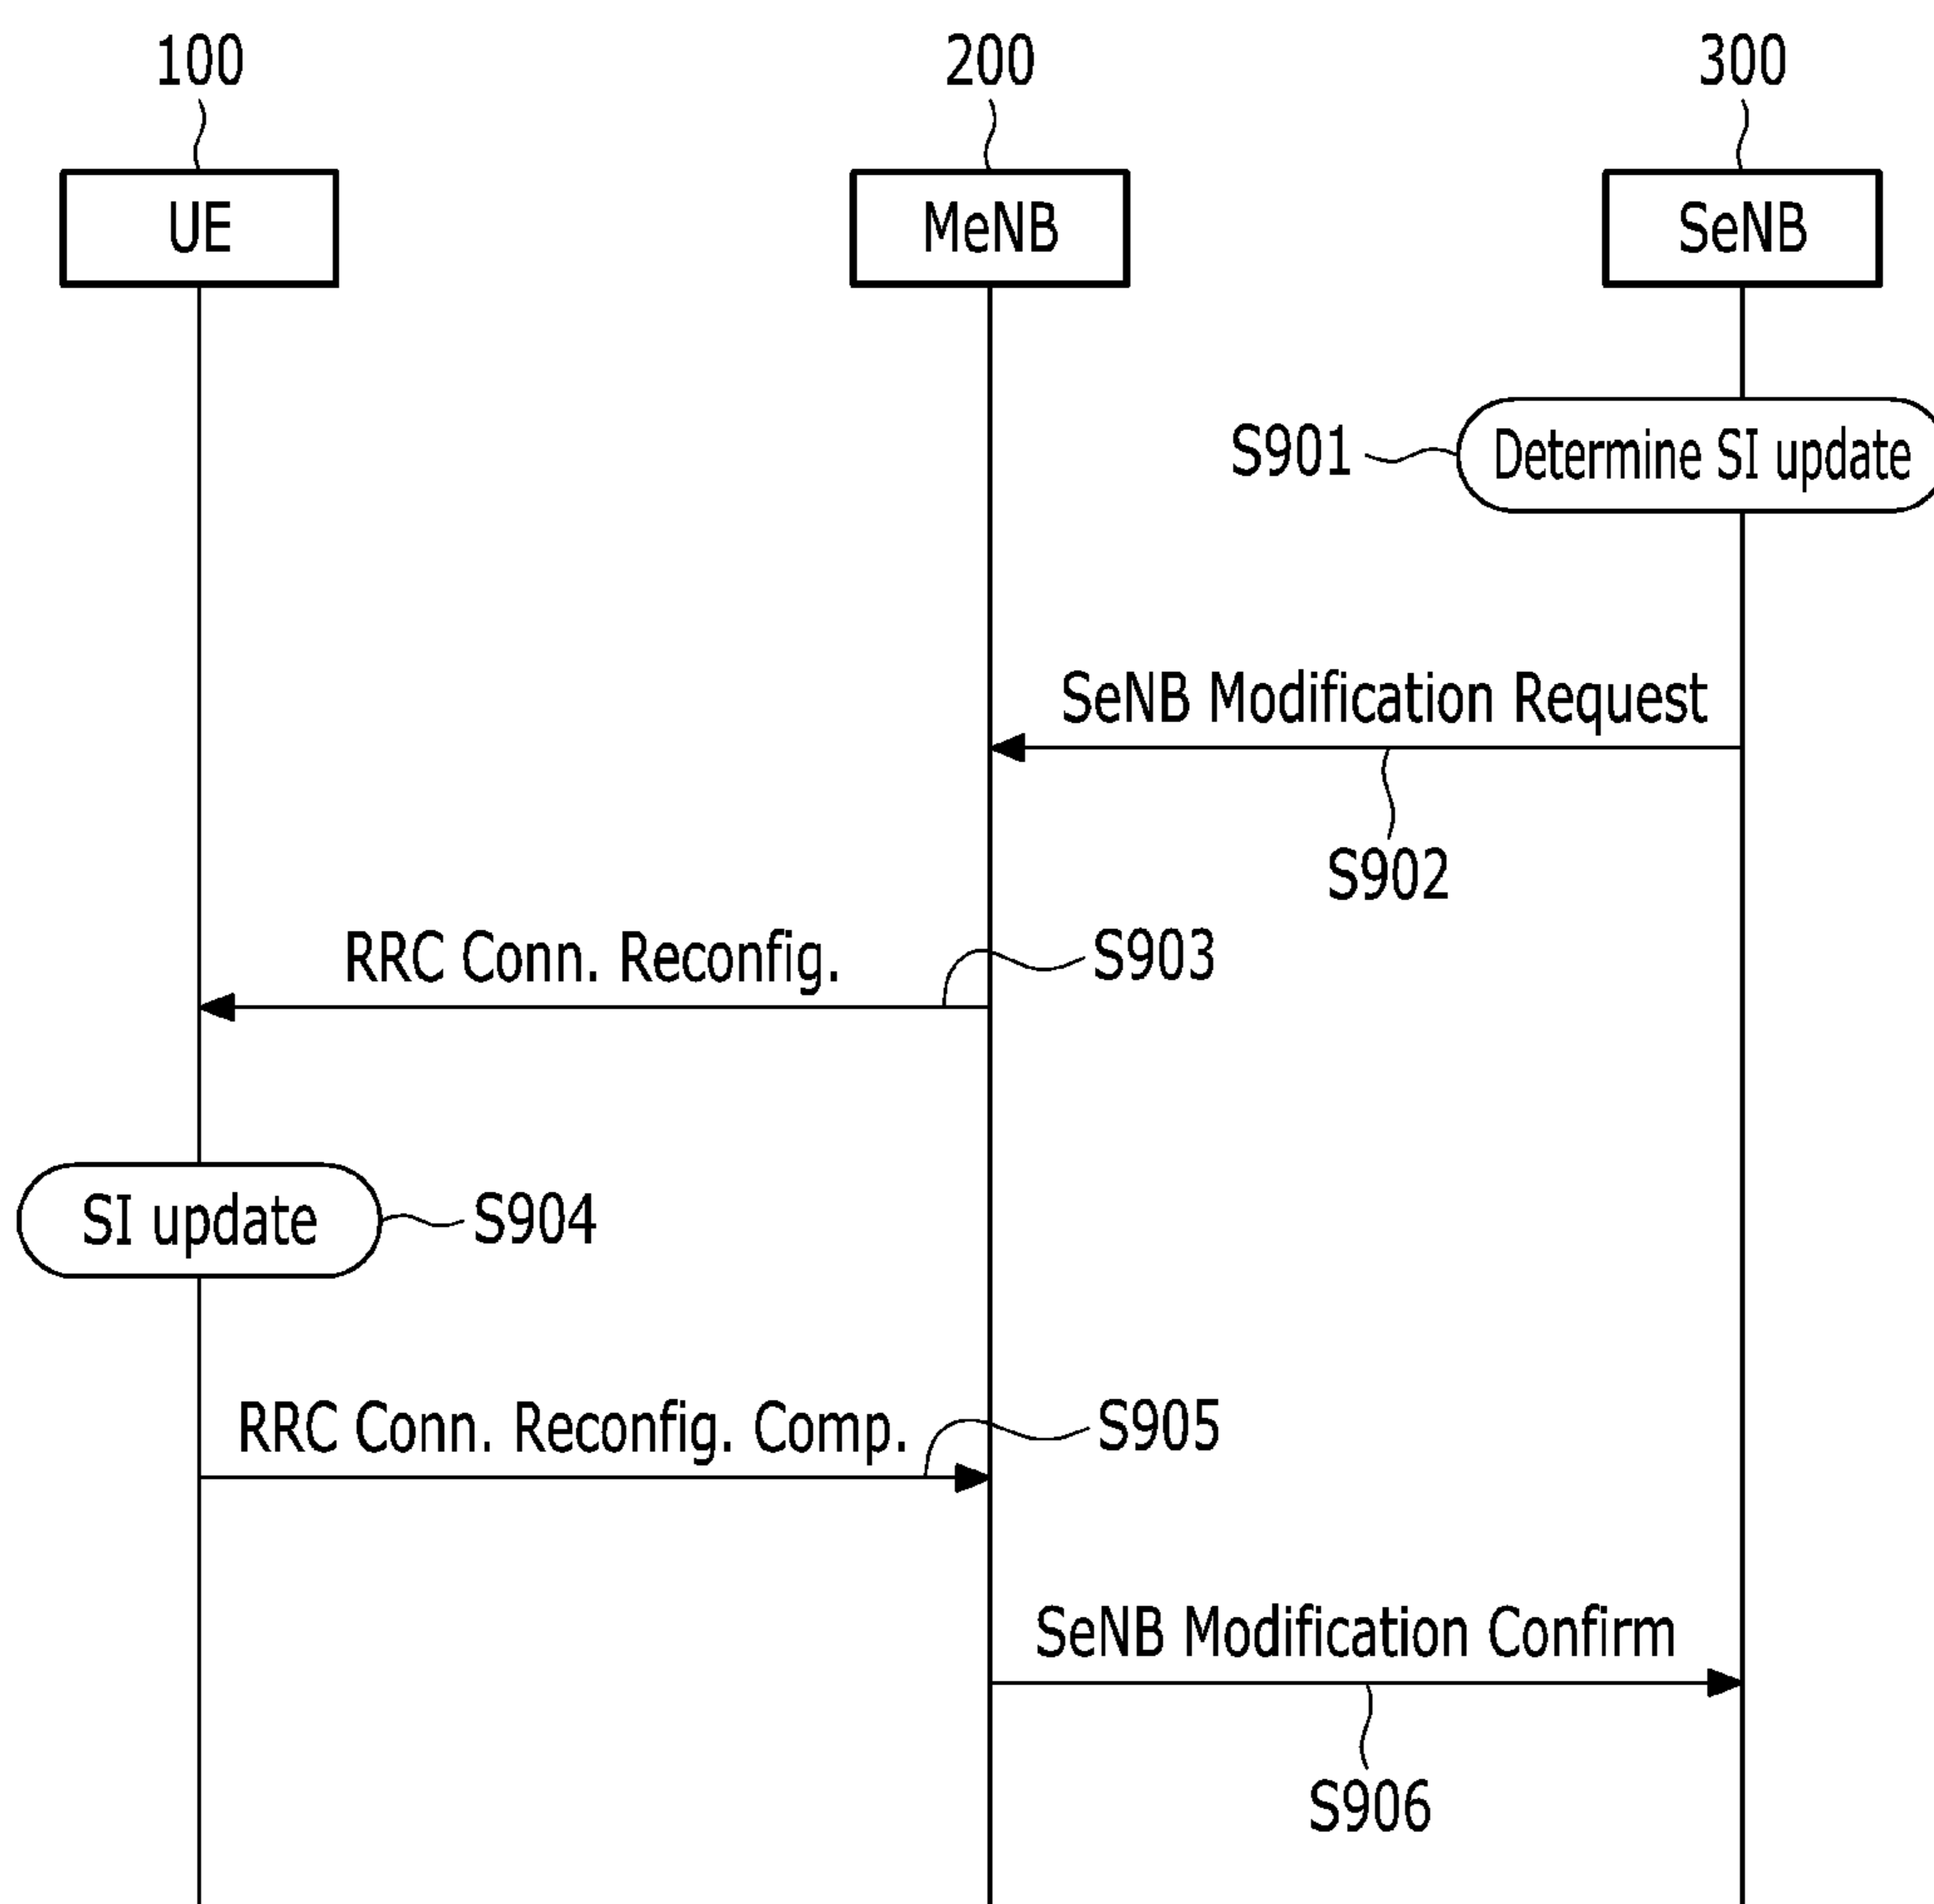 100
200
300
UE
MeNB
SeNB
S901
Determine SI update
SeNB Modification Request
S902
RRC Conn. Reconfig.
S903
SI update
S904
RRC Conn. Reconfig. Comp.
S905
SeNB Modification Confirm
S906